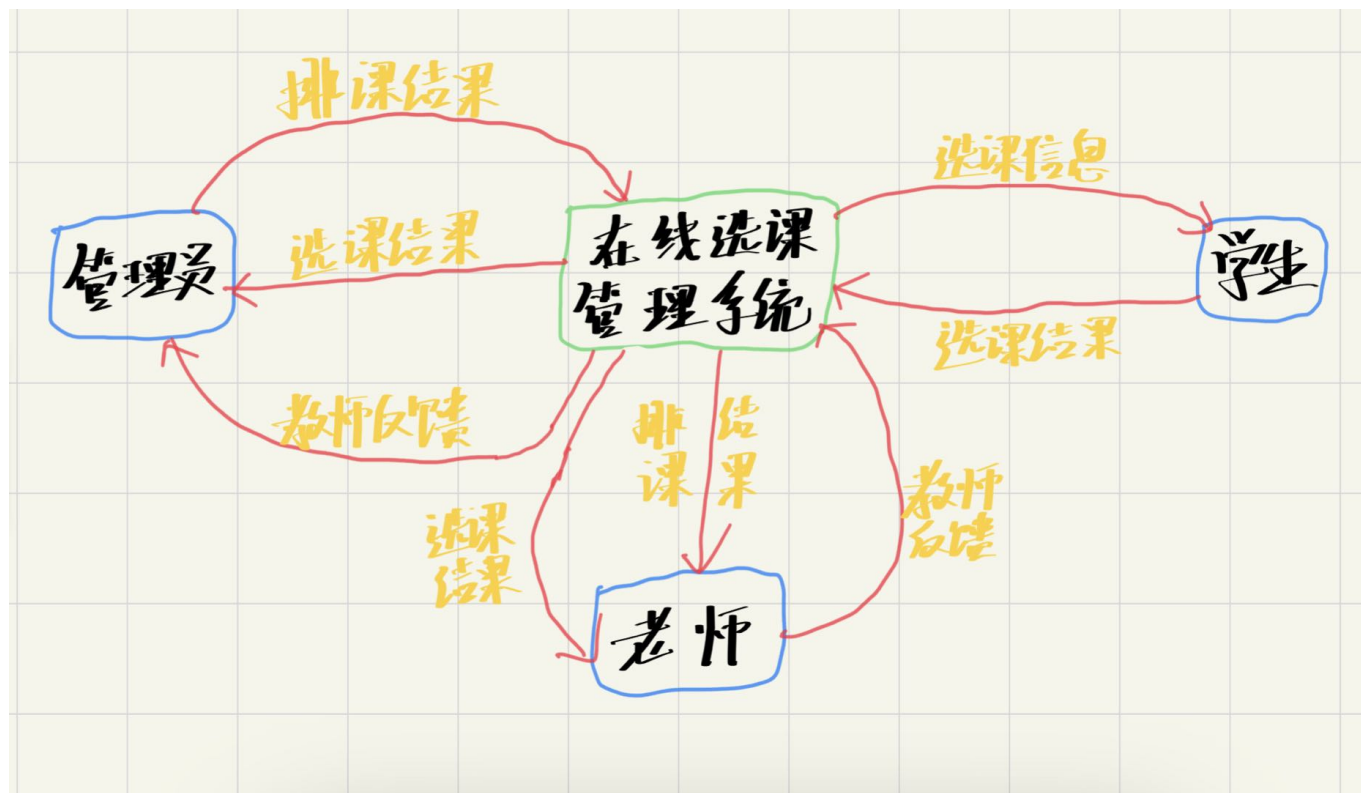 排课结果
选课信息
管理员
选课结果
在线选课
管理系统
学生
选课结果
教师反馈
排 结
课 果
选课
结果
教师
反馈
老师